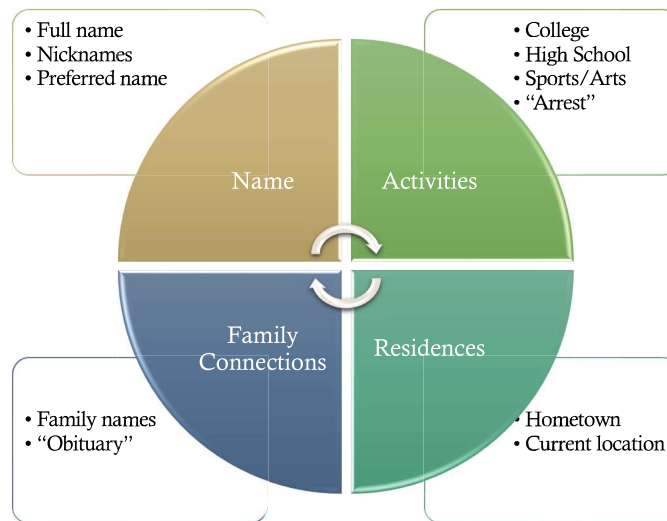 • Full name
• Nicknames
• Preferred name
• College
• High School
• Sports/Arts
• “Arrest”
Name
Activities
Family
Connections
Residences
• Family names
• “Obituary”
• Hometown
• Current location